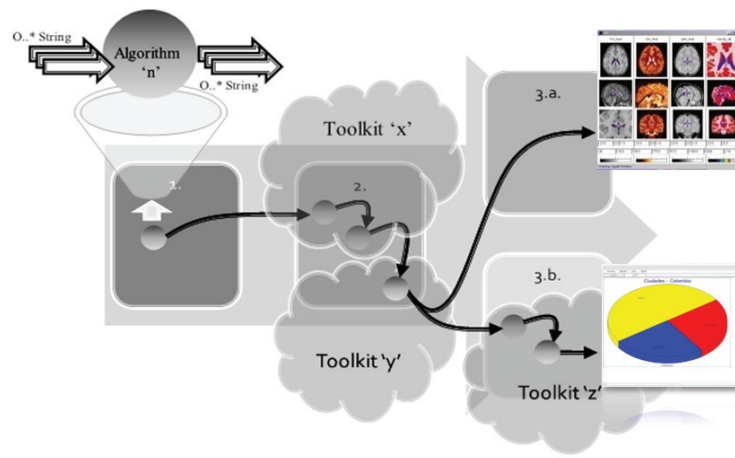 O..* String
Algorithm
'n'
O..* String
1.
Toolkit 'x'
2.
3.a.
3.b.
Ciudades - Colombia
Toolkit 'y'
Toolkit 'z'